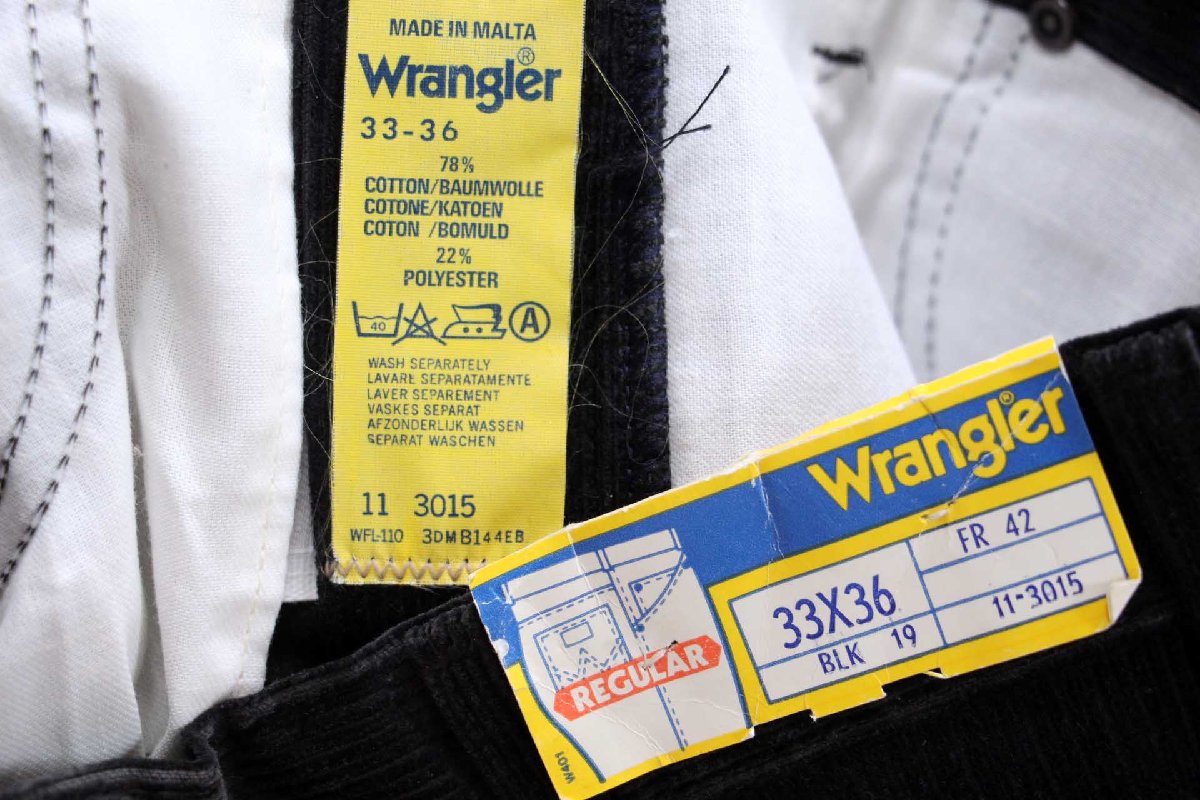 MADE IN MALTA
Wrangler®
33-36
78%
COTTON/BAUMWOLLE
COTONE/KATOEN
COTON /BOMULD
22%
POLYESTER
40 A
WASH SEPARATELY
LAVARE SEPARATAMENTE
LAVER SEPAREMENT
VASKES SEPARAT
AFZONDERLIJK WASSEN
SEPARAT WASCHEN
11 3015
WFL-110 3DMB144EB
Wrangler®
FR 42
33X36
11-3015
BLK 19
REGULAR
W401